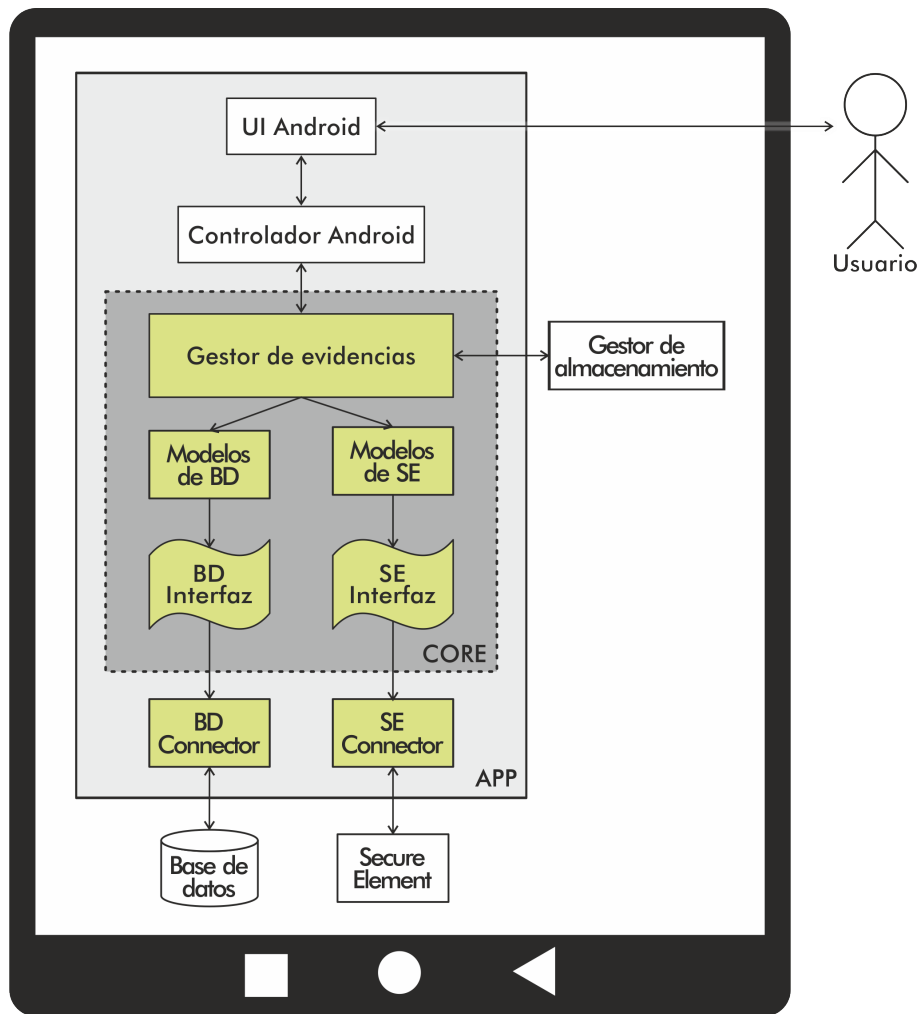 UI Android
Controlador Android
Usuario
Gestor de evidencias
Gestor de
almacenamiento
Modelos
de BD
Modelos
de SE
BD
Interfaz
SE
Interfaz
CORE
BD
Connector
SE
Connector
APP
Base de
datos
Secure
Element